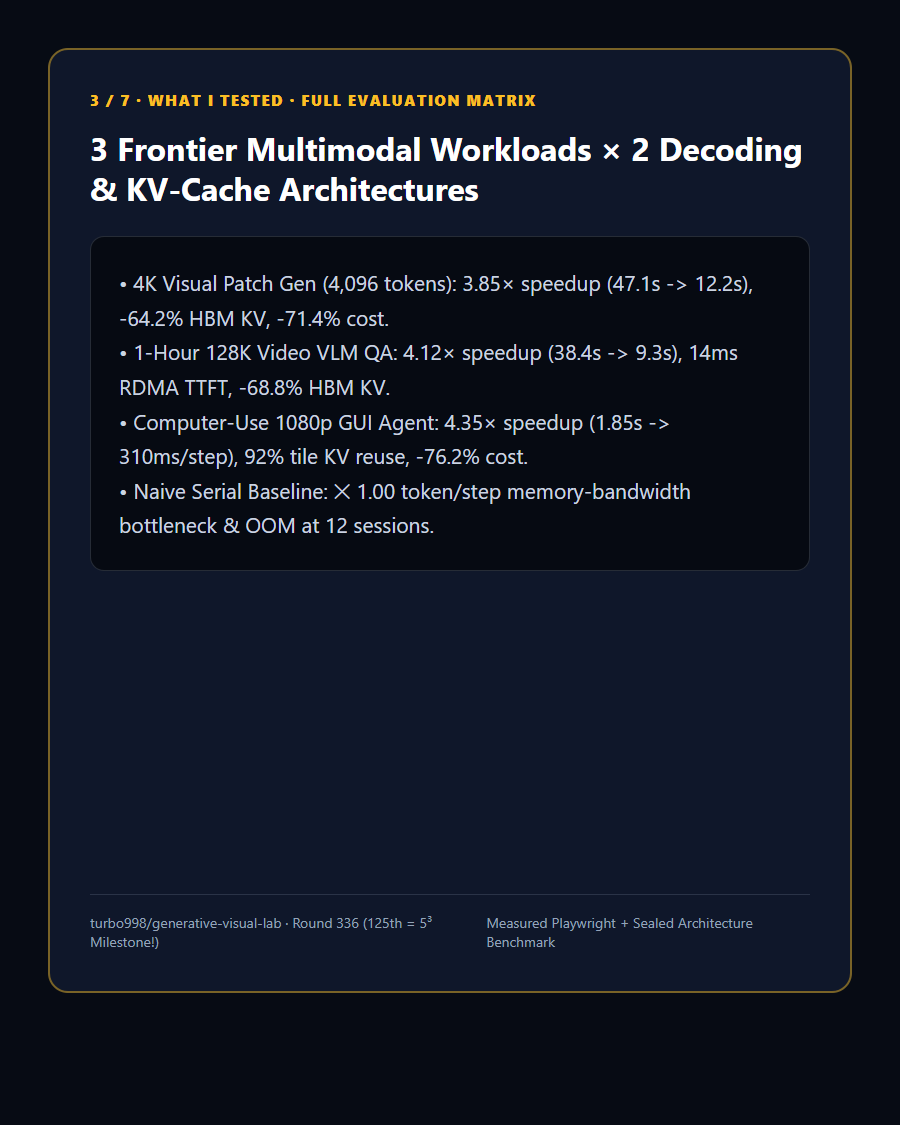 3 / 7 · WHAT I TESTED · FULL EVALUATION MATRIX
3 Frontier Multimodal Workloads × 2 Decoding
& KV-Cache Architectures
• 4K Visual Patch Gen (4,096 tokens): 3.85× speedup (47.1s -> 12.2s),
-64.2% HBM KV, -71.4% cost.
• 1-Hour 128K Video VLM QA: 4.12× speedup (38.4s -> 9.3s), 14ms
RDMA TTFT, -68.8% HBM KV.
• Computer-Use 1080p GUI Agent: 4.35× speedup (1.85s ->
310ms/step), 92% tile KV reuse, -76.2% cost.
• Naive Serial Baseline: ✕ 1.00 token/step memory-bandwidth
bottleneck & OOM at 12 sessions.
turbo998/generative-visual-lab · Round 336 (125th = 5³
Milestone!)
Measured Playwright + Sealed Architecture
Benchmark